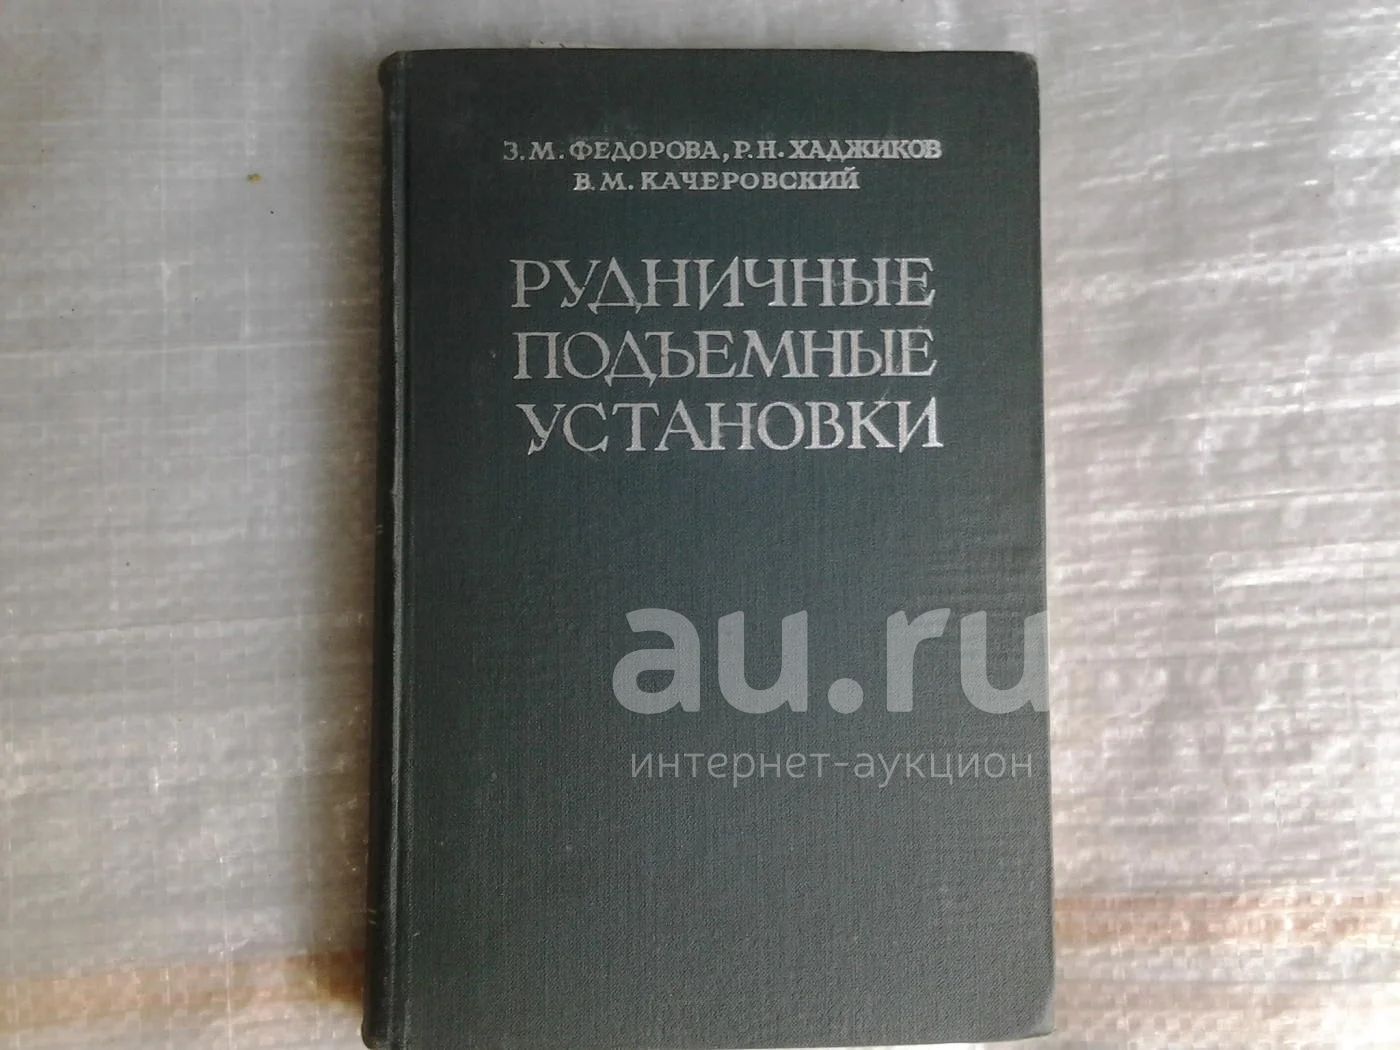 З.М.ФЕДОРОВА, Р.Н.ХАДЖИКОВ
В.М.КАЧЕРОВСКИЙ
РУДНИЧНЫЕ
ПОДЪЕМНЫЕ
УСТАНОВКИ
au.ru
интернет-аукцион